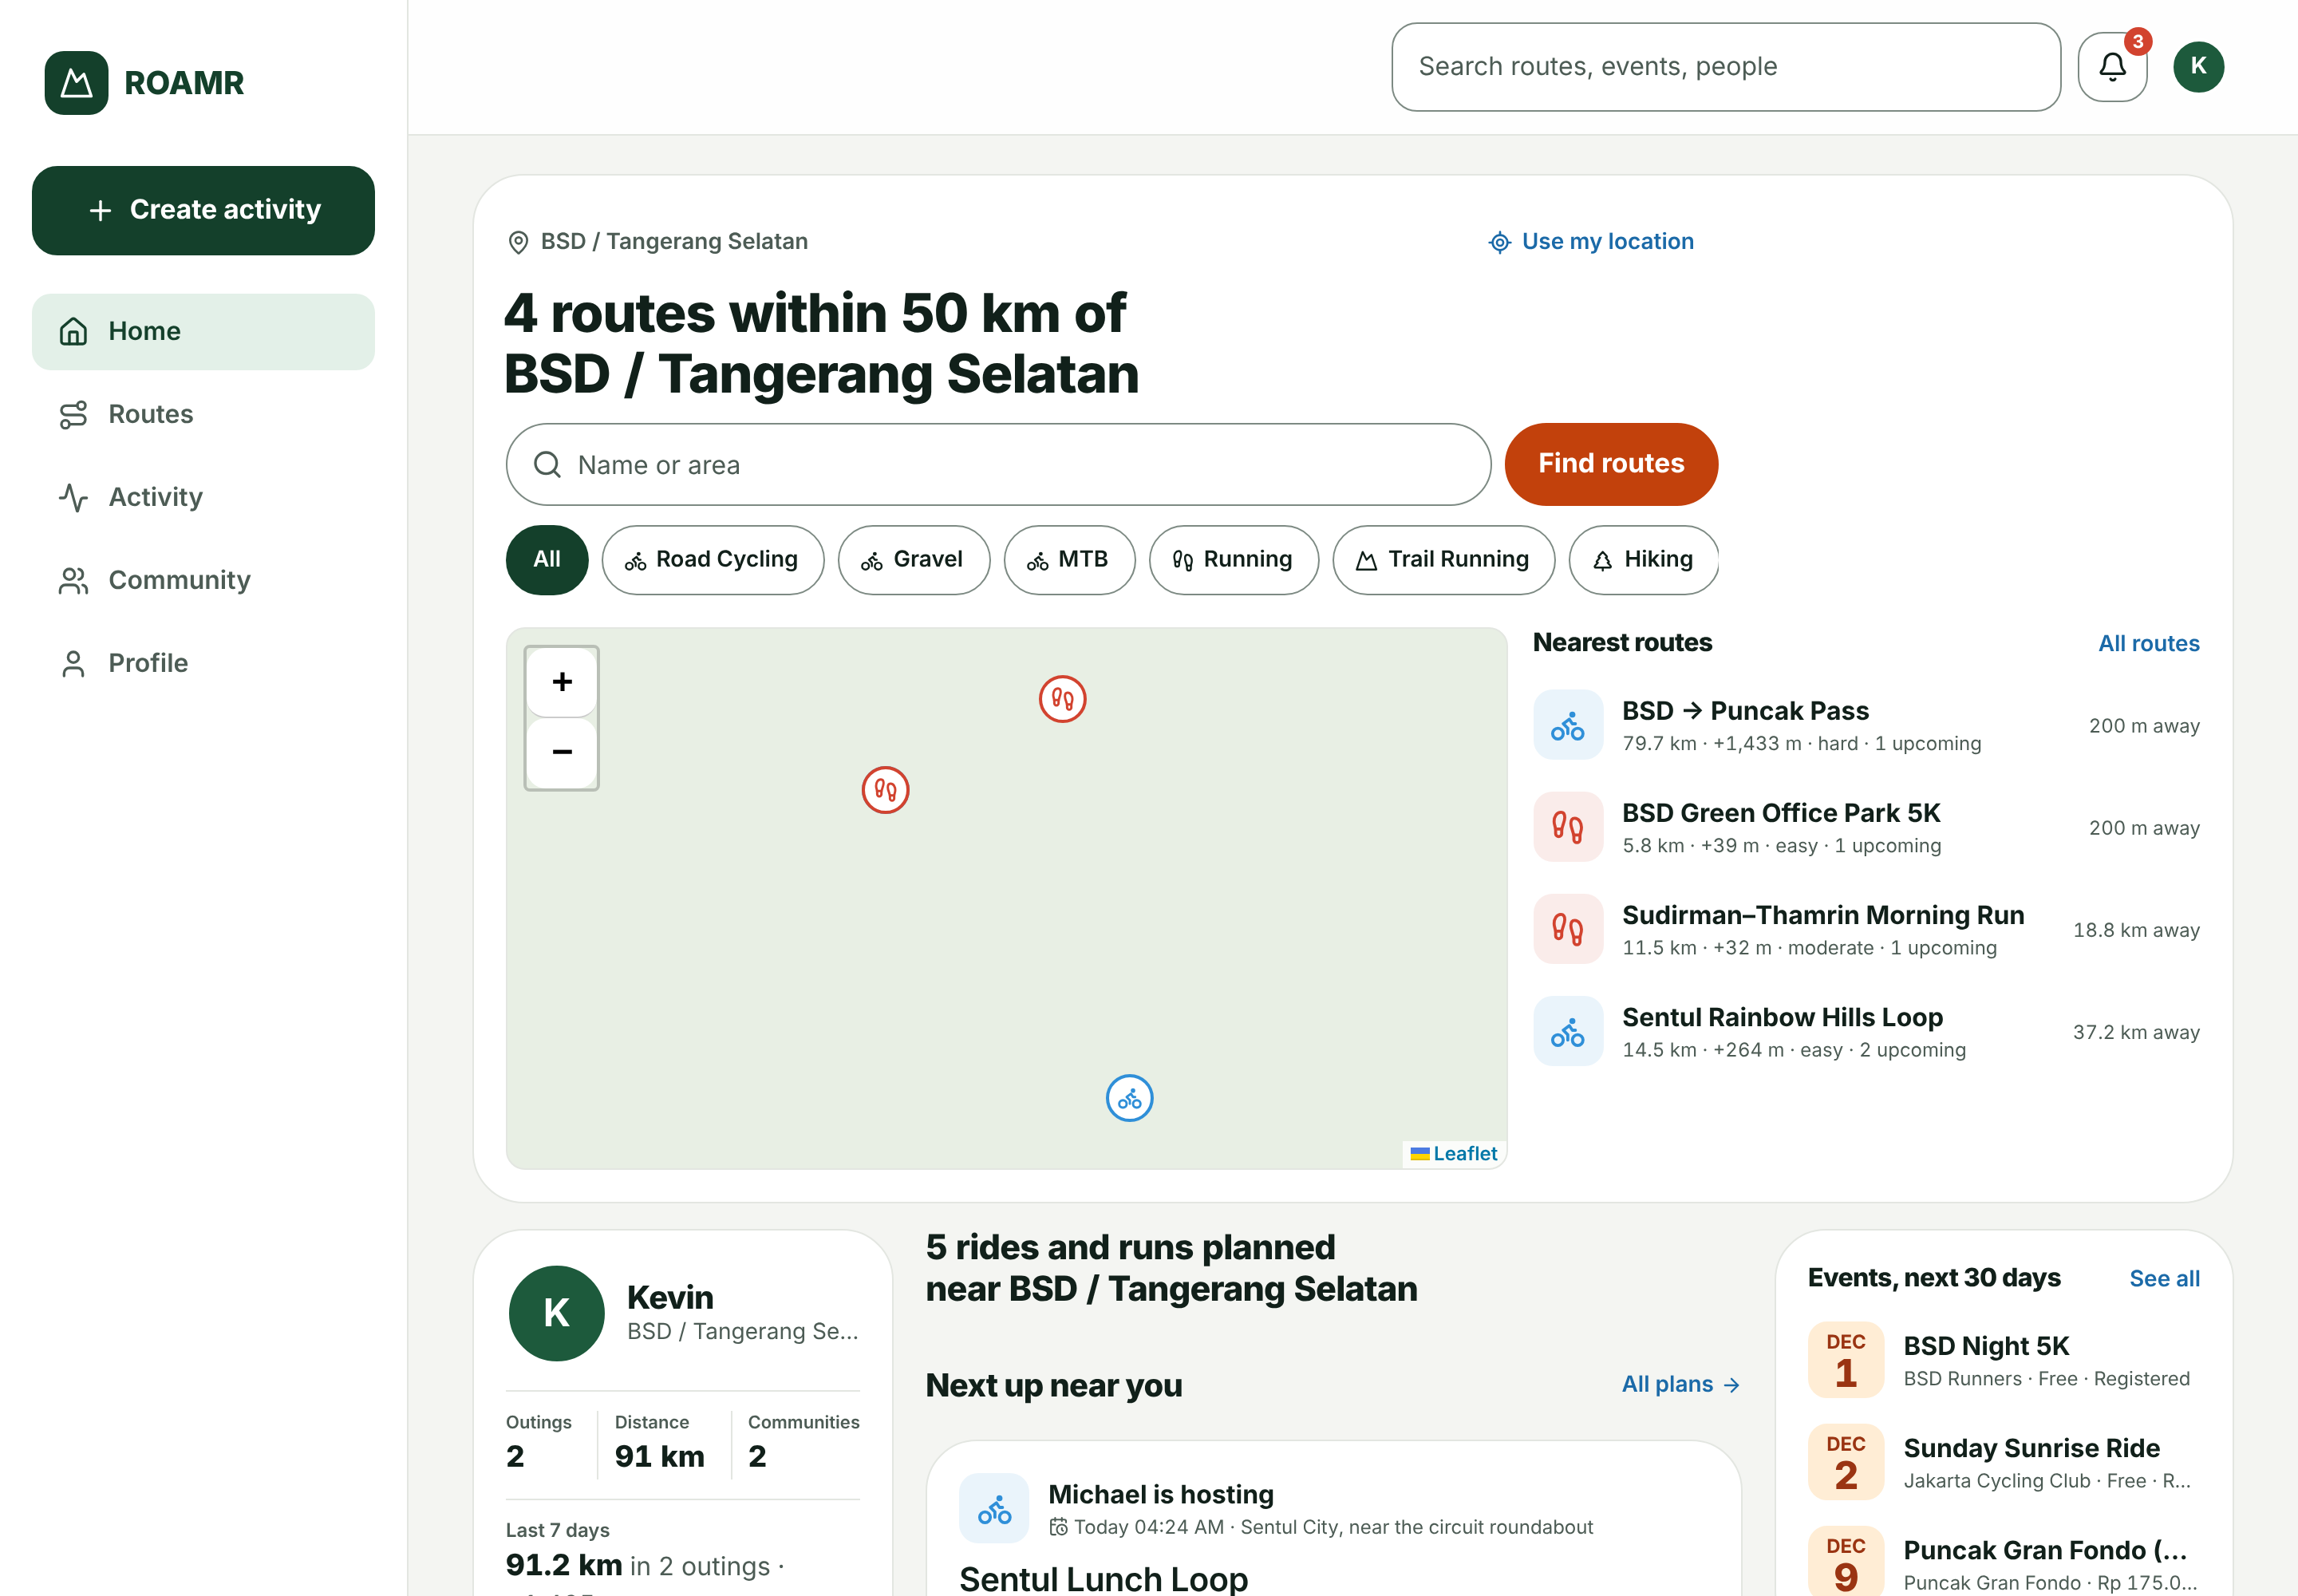 ROAMR
Search routes, events, people
3
K
Create activity
Home
Routes
Activity
Community
Profile
BSD / Tangerang Selatan
Use my location
4 routes within 50 km of
BSD / Tangerang Selatan
Name or area
Find routes
All
Road Cycling
Gravel
MTB
Running
Trail Running
Hiking
+
−
Leaflet
Nearest routes
All routes
BSD → Puncak Pass
79.7 km · +1,433 m · hard · 1 upcoming
200 m away
BSD Green Office Park 5K
5.8 km · +39 m · easy · 1 upcoming
200 m away
Sudirman–Thamrin Morning Run
11.5 km · +32 m · moderate · 1 upcoming
18.8 km away
Sentul Rainbow Hills Loop
14.5 km · +264 m · easy · 2 upcoming
37.2 km away
K
Kevin
BSD / Tangerang Se...
Outings
2
Distance
91 km
Communities
2
Last 7 days
91.2 km in 2 outings ·
5 rides and runs planned
near BSD / Tangerang Selatan
Next up near you
All plans →
Michael is hosting
Today 04:24 AM · Sentul City, near the circuit roundabout
Sentul Lunch Loop
Events, next 30 days
See all
DEC
1
BSD Night 5K
BSD Runners · Free · Registered
DEC
2
Sunday Sunrise Ride
Jakarta Cycling Club · Free · R...
DEC
9
Puncak Gran Fondo (...
Puncak Gran Fondo · Rp 175.0...